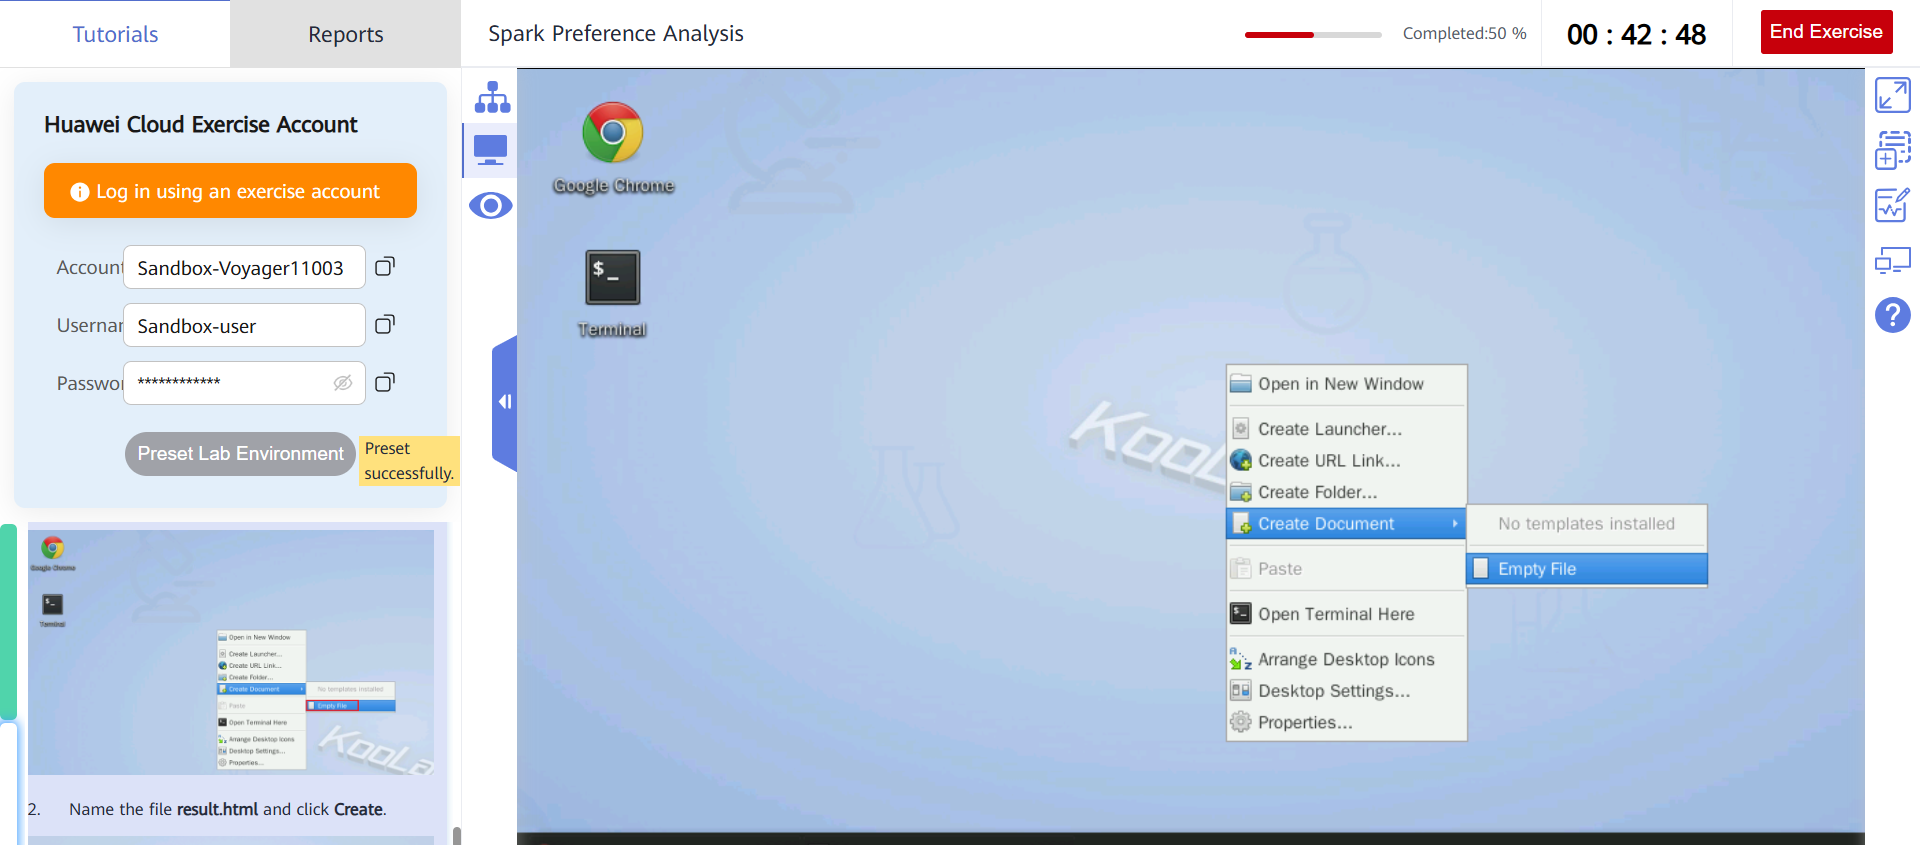 Tutorials
Reports
Spark Preference Analysis
Completed:50 %
00 : 42 : 48
End Exercise
Huawei Cloud Exercise Account
Log in using an exercise account
Account
Sandbox-Voyager11003
Usernar
Sandbox-user
Passwor
************
Preset Lab Environment
Preset
successfully.
Google Chrome
Terminal
Open in New Window
Create Launcher...
Create URL Link...
Create Folder...
Create Document
No templates installed
Paste
Empty File
Open Terminal Here
Arrange Desktop Icons
Desktop Settings...
Properties...
KooL
Google Chrome
Terminal
Open in New Window
Create Launcher...
Create URL Link...
Create Folder...
Create Document
No templates installed
Paste
Empty File
Open Terminal Here
Arrange Desktop Icons
Desktop Settings...
Properties...
KooLa
2. Name the file result.html and click Create.